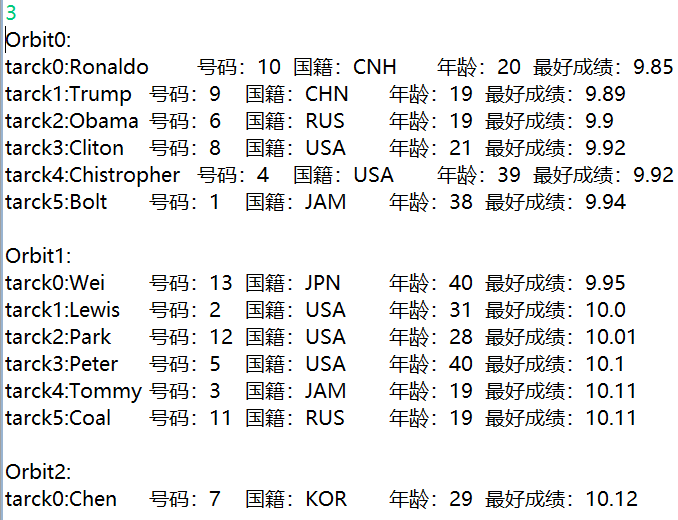 3
Orbit0:
tarck0:Ronaldo 号码：10 国籍：CNH 年龄：20 最好成绩：9.85
tarck1:Trump 号码：9 国籍：CHN 年龄：19 最好成绩：9.89
tarck2:Obama 号码：6 国籍：RUS 年龄：19 最好成绩：9.9
tarck3:Cliton 号码：8 国籍：USA 年龄：21 最好成绩：9.92
tarck4:Chistropher 号码：4 国籍：USA 年龄：39 最好成绩：9.92
tarck5:Bolt 号码：1 国籍：JAM 年龄：38 最好成绩：9.94
Orbit1:
tarck0:Wei 号码：13 国籍：JPN 年龄：40 最好成绩：9.95
tarck1:Lewis 号码：2 国籍：USA 年龄：31 最好成绩：10.0
tarck2:Park 号码：12 国籍：USA 年龄：28 最好成绩：10.01
tarck3:Peter 号码：5 国籍：USA 年龄：40 最好成绩：10.1
tarck4:Tommy 号码：3 国籍：JAM 年龄：19 最好成绩：10.11
tarck5:Coal 号码：11 国籍：RUS 年龄：19 最好成绩：10.11
Orbit2:
tarck0:Chen 号码：7 国籍：KOR 年龄：29 最好成绩：10.12